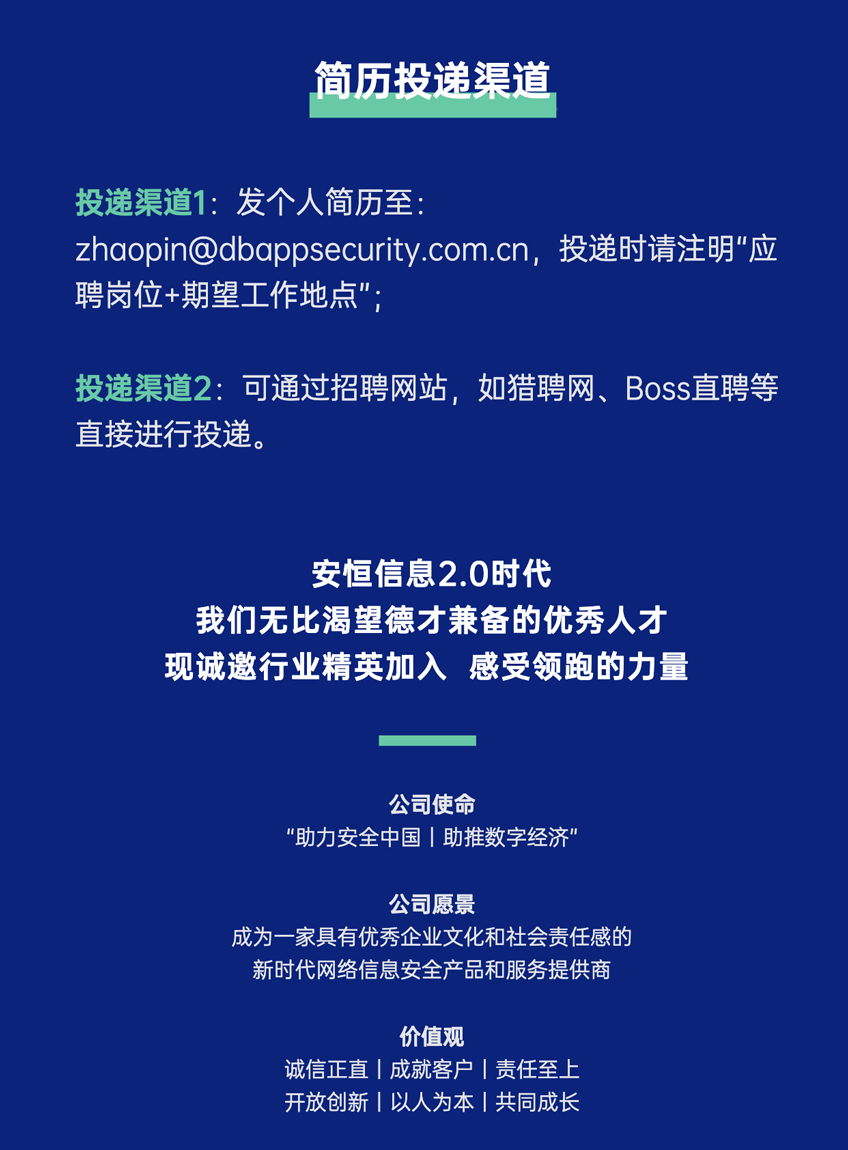 简历投递渠道
投递渠道1：发个人简历至：
zhaopin@dbappsecurity.com.cn，投递时请注明“应
聘岗位+期望工作地点”；
投递渠道2：可通过招聘网站，如猎聘网、Boss直聘等
直接进行投递。
安恒信息2.0时代
我们无比渴望德才兼备的优秀人才
现诚邀行业精英加入 感受领跑的力量
公司使命
“助力安全中国丨助推数字经济”
公司愿景
成为一家具有优秀企业文化和社会责任感的
新时代网络信息安全产品和服务提供商
价值观
诚信正直丨成就客户丨责任至上
开放创新丨以人为本丨共同成长